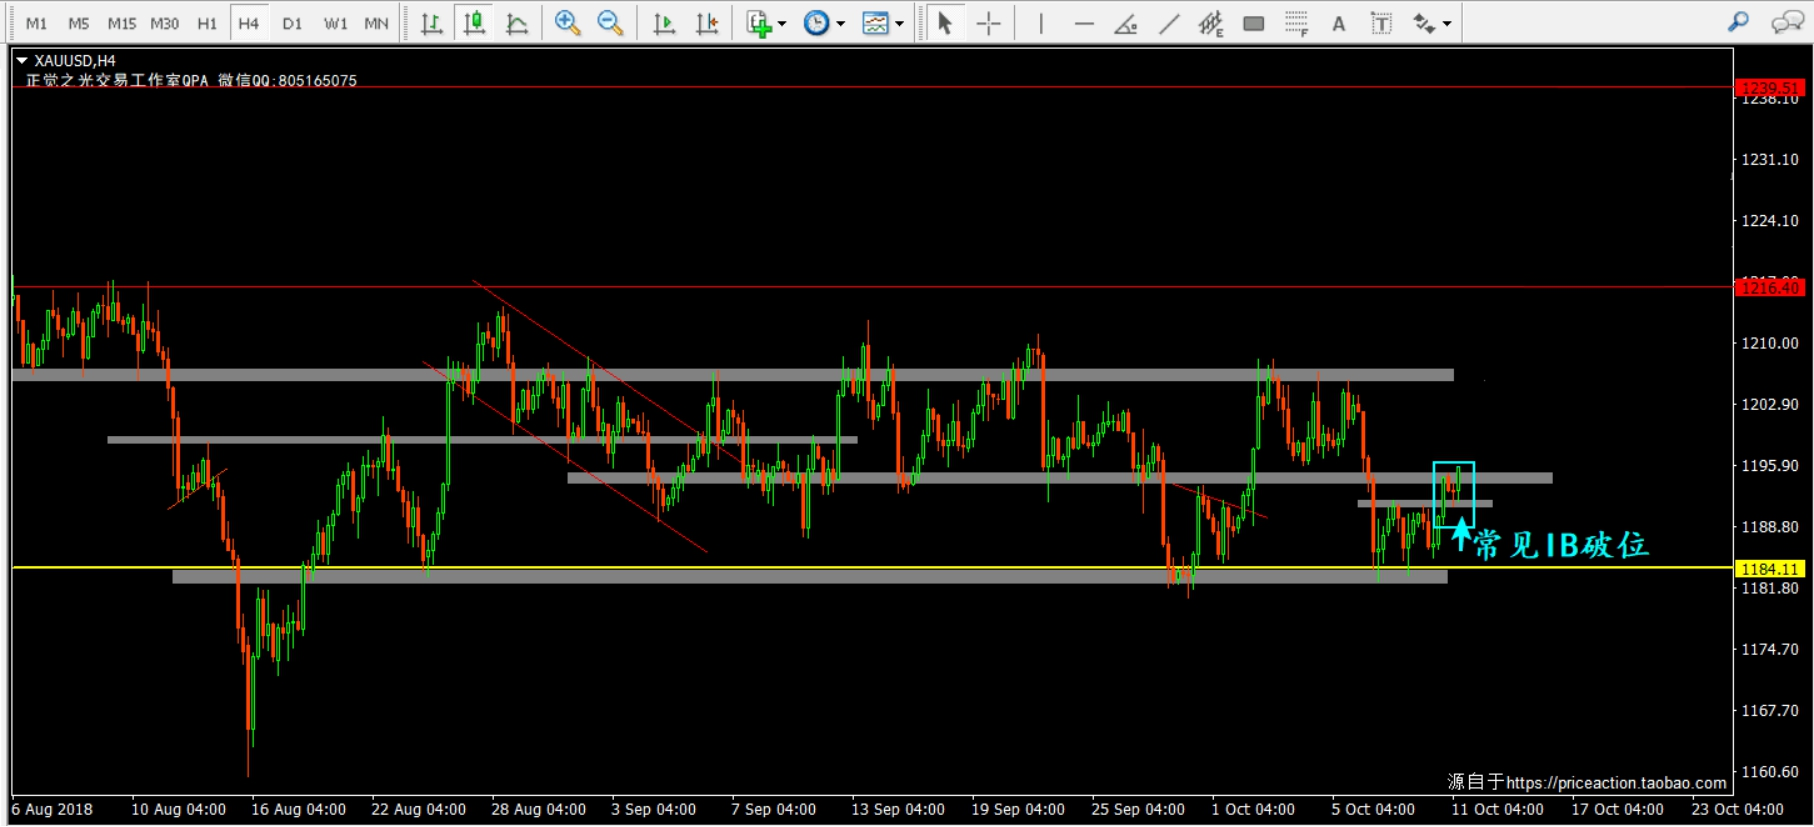 M1 M5 M15 M30 H1 H4 D1 W1 MN E F A T
XAUUSD,H4
正觉之光交易工作室QPA 微信QQ:805165075
1239.51
1238.10
1231.10
1224.10
1216.40
1210.00
1202.90
1195.90
1188.80
常见IB破位
1184.11
1181.80
1174.70
1167.70
1160.60
源自于https://priceaction.taobao.com
6 Aug 2018 10 Aug 04:00 16 Aug 04:00 22 Aug 04:00 28 Aug 04:00 3 Sep 04:00 7 Sep 04:00 13 Sep 04:00 19 Sep 04:00 25 Sep 04:00 1 Oct 04:00 5 Oct 04:00 11 Oct 04:00 17 Oct 04:00 23 Oct 04:00